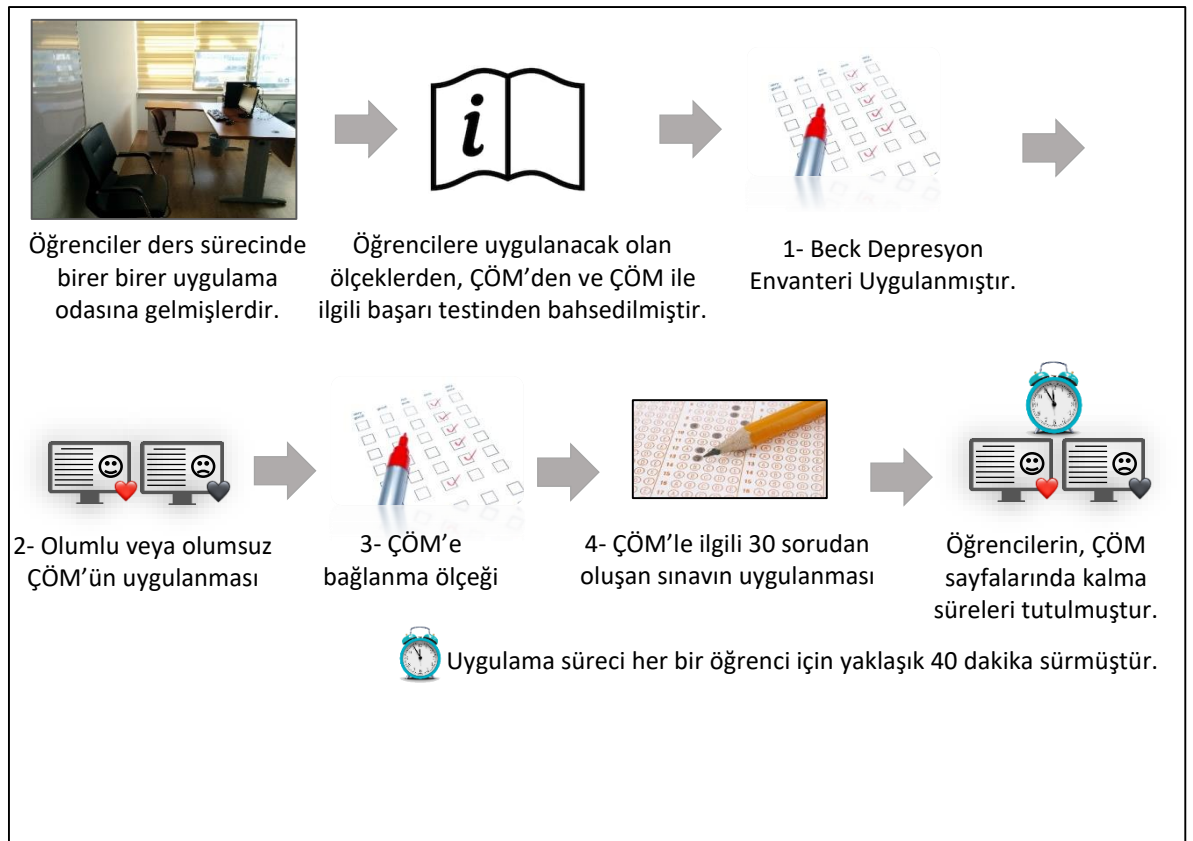 Öğrenciler ders sürecinde
birer birer uygulama
odasına gelmişlerdir.
Öğrencilere uygulanacak olan
ölçeklerden, ÇÖM’den ve ÇÖM ile
ilgili başarı testinden bahsedilmiştir.
1- Beck Depresyon
Envanteri Uygulanmıştır.
2- Olumlu veya olumsuz
ÇÖM’ün uygulanması
3- ÇÖM’e
bağlanma ölçeği
4- ÇÖM’le ilgili 30 sorudan
oluşan sınavın uygulanması
Öğrencilerin, ÇÖM
sayfalarında kalma
süreleri tutulmuştur.
Uygulama süreci her bir öğrenci için yaklaşık 40 dakika sürmüştür.